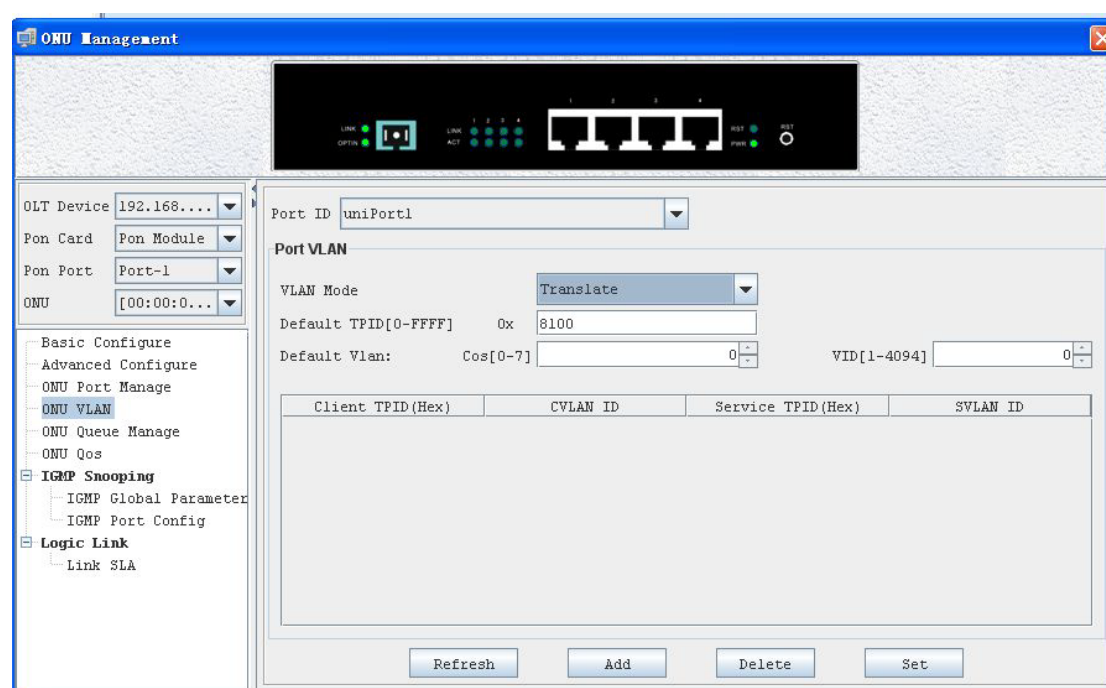 ONU Management
1 2 3 4
LINK
OPTIN
1 2 3 4
LINK
ACT
RST
PWR
RST
OLT Device 192.168....
Pon Card Pon Module
Pon Port Port-1
ONU [00:00:0...
Basic Configure
Advanced Configure
ONU Port Manage
ONU VLAN
ONU Queue Manage
ONU Qos
IGMP Snooping
IGMP Global Parameter
IGMP Port Config
Logic Link
Link SLA
Port ID uniPort1
Port VLAN
VLAN Mode Translate
Default TPID[0-FFFF] 0x 8100
Default Vlan: Cos[0-7] 0 VID[1-4094] 0
Client TPID(Hex) CVLAN ID Service TPID(Hex) SVLAN ID
Refresh Add Delete Set